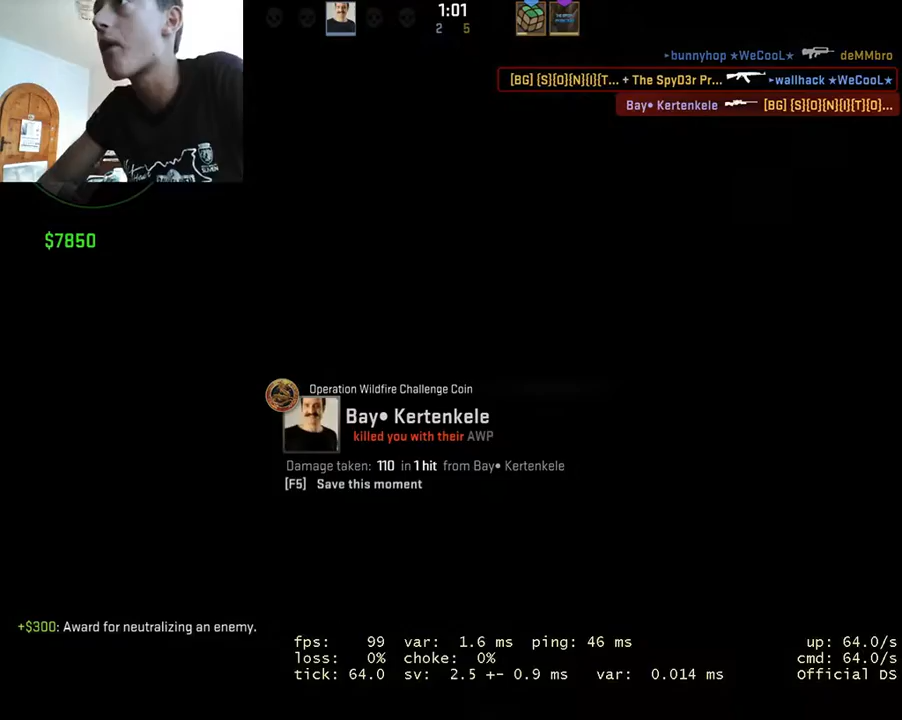 1:01
2 5
▸bunnyhop ★WeCooL★ deMMbro
[BG] {S}{O}{N}{I}{T... + The SpyD3r Pr... ▸wallhack ★WeCooL★
Bay• Kertenkele [BG] {S}{O}{N}{I}{T}{O}...
$7850
Operation Wildfire Challenge Coin
Bay• Kertenkele
killed you with their AWP
Damage taken: 110 in 1 hit from Bay• Kertenkele
[F5] Save this moment
+$300: Award for neutralizing an enemy.
fps: 99 var: 1.6 ms ping: 46 ms up: 64.0/s
loss: 0% choke: 0% cmd: 64.0/s
tick: 64.0 sv: 2.5 +- 0.9 ms var: 0.014 ms Official DS